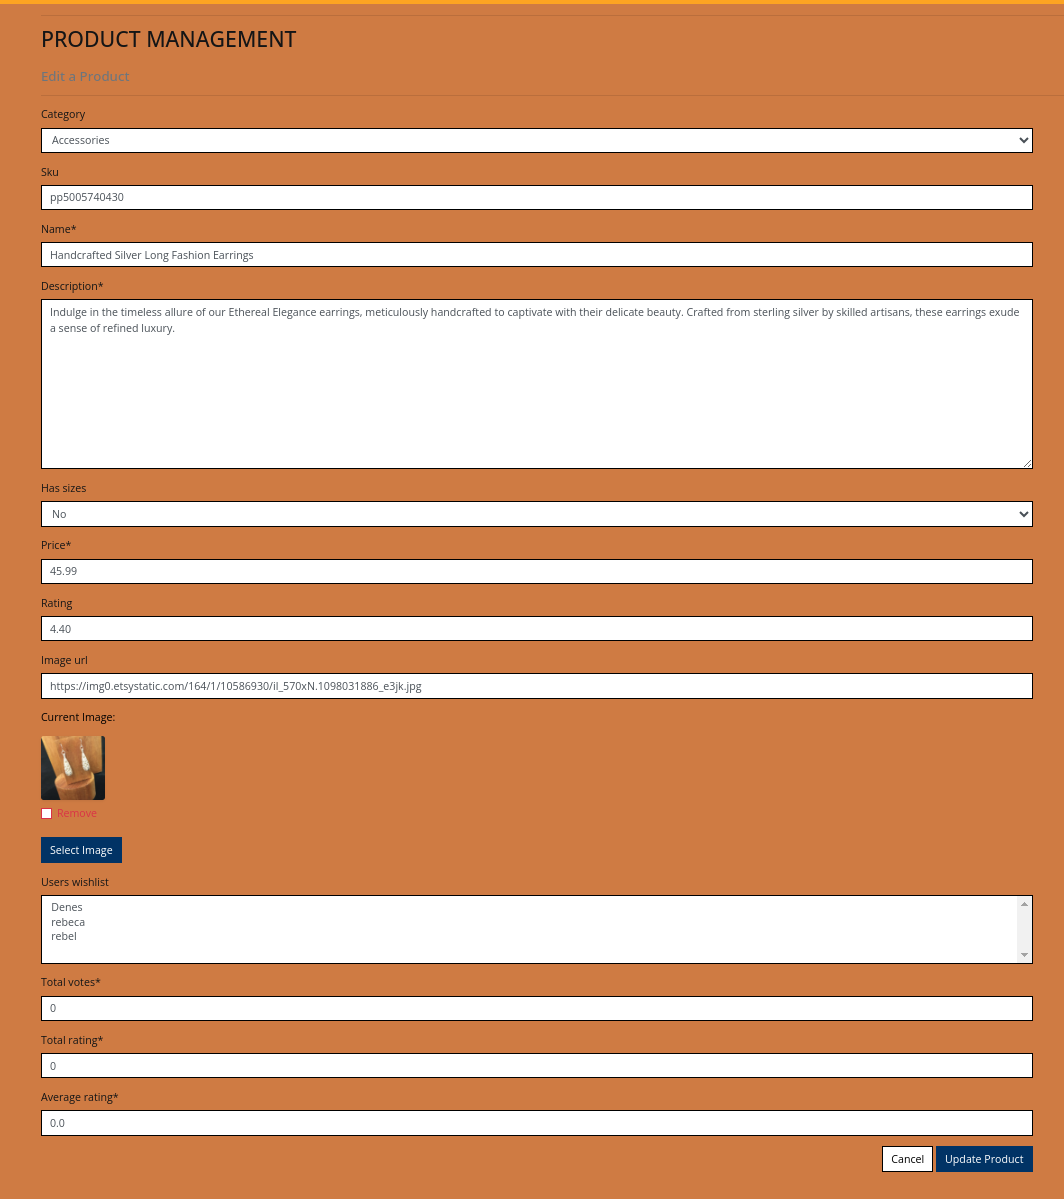 PRODUCT MANAGEMENT
Edit a Product
Category
Accessories
Sku
pp5005740430
Name*
Handcrafted Silver Long Fashion Earrings
Description*
Indulge in the timeless allure of our Ethereal Elegance earrings, meticulously handcrafted to captivate with their delicate beauty. Crafted from sterling silver by skilled artisans, these earrings exude
a sense of refined luxury.
Has sizes
No
Price*
45.99
Rating
4.40
Image url
https://img0.etsystatic.com/164/1/10586930/il_570xN.1098031886_e3jk.jpg
Current Image:
Remove
Select Image
Users wishlist
Denes
rebeca
rebel
Total votes*
0
Total rating*
0
Average rating*
0.0
Cancel Update Product